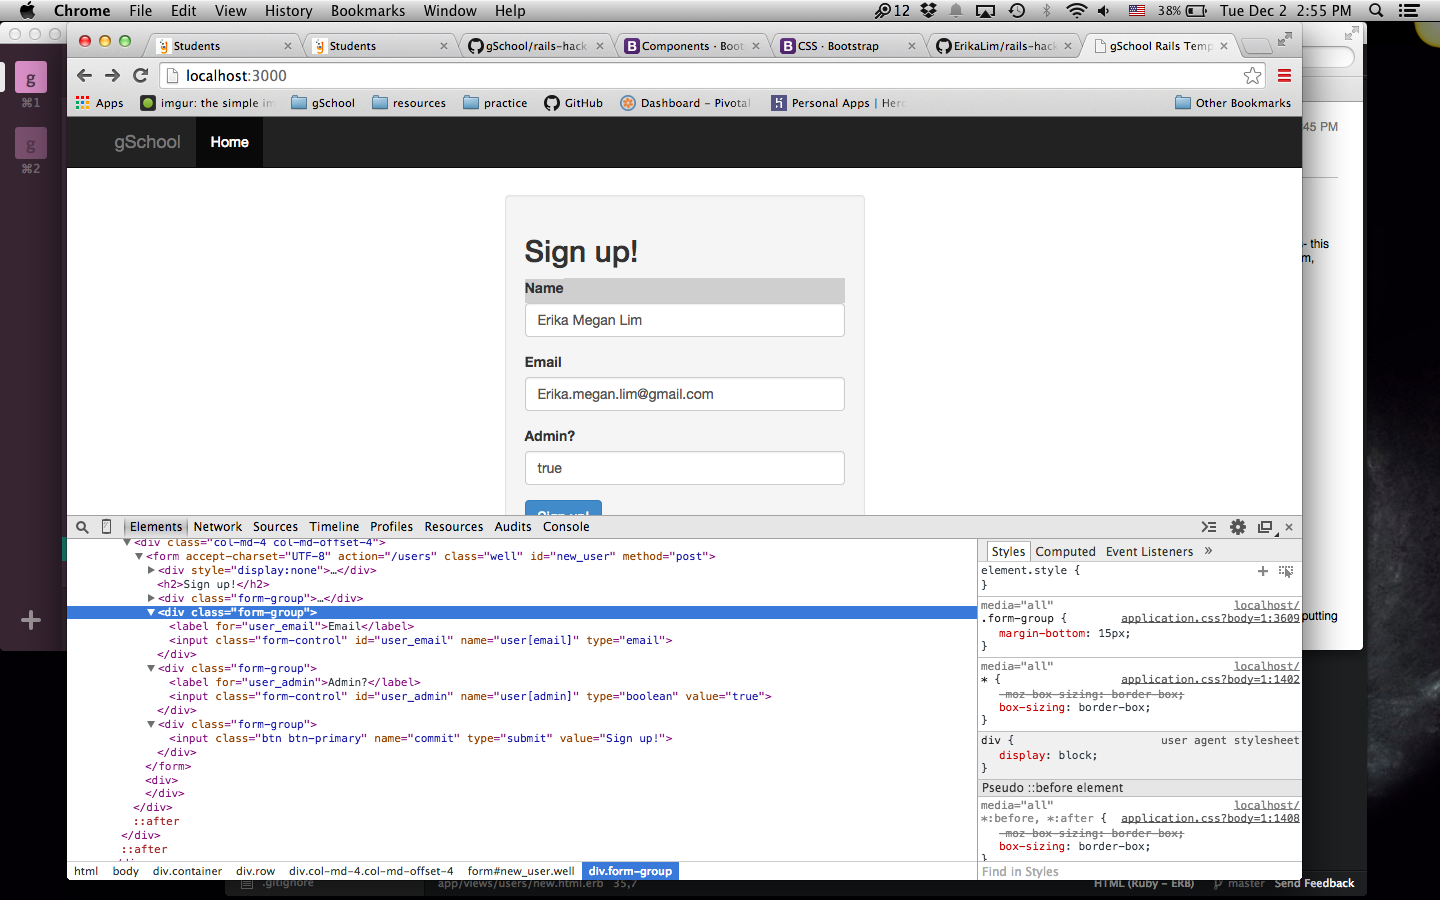 Chrome File Edit View History Bookmarks Window Help 12 38% Tue Dec 2 2:55 PM
Students Students gSchool/rails-hack Components · Boot CSS · Bootstrap ErikaLim/rails-hack gSchool Rails Temp
localhost:3000
Apps imgur: the simple im gSchool resources practice GitHub Dashboard – Pivotal Personal Apps | Her Other Bookmarks
g
⌘1
g
⌘2
gSchool Home
45 PM
Sign up!
- this
m,
Name
Erika Megan Lim
Email
Erika.megan.lim@gmail.com
Admin?
true
Sign up!
Elements Network Sources Timeline Profiles Resources Audits Console
<div class="col-md-4 col-md-offset-4">
<form accept-charset="UTF-8" action="/users" class="well" id="new_user" method="post">
<div style="display:none">…</div>
<h2>Sign up!</h2>
<div class="form-group">…</div>
<div class="form-group">
<label for="user_email">Email</label>
<input class="form-control" id="user_email" name="user[email]" type="email">
</div>
<div class="form-group">
<label for="user_admin">Admin?</label>
<input class="form-control" id="user_admin" name="user[admin]" type="boolean" value="true">
</div>
<div class="form-group">
<input class="btn btn-primary" name="commit" type="submit" value="Sign up!">
</div>
</form>
<div>
</div>
</div>
::after
</div>
::after
html body div.container div.row div.col-md-4.col-md-offset-4 form#new_user.well div.form-group
Styles Computed Event Listeners »
element.style {
}
media="all" localhost/
.form-group { application.css?body=1:3609
margin-bottom: 15px;
}
media="all" localhost/
* { application.css?body=1:1402
-moz-box-sizing: border-box;
box-sizing: border-box;
}
div { user agent stylesheet
display: block;
}
Pseudo ::before element
media="all" localhost/
*:before, *:after { application.css?body=1:1408
-moz-box-sizing: border-box;
box-sizing: border-box;
}
Find in Styles
putting
.gitignore app/views/users/new.html.erb 35,7 HTML (Ruby – ERB) master Send Feedback